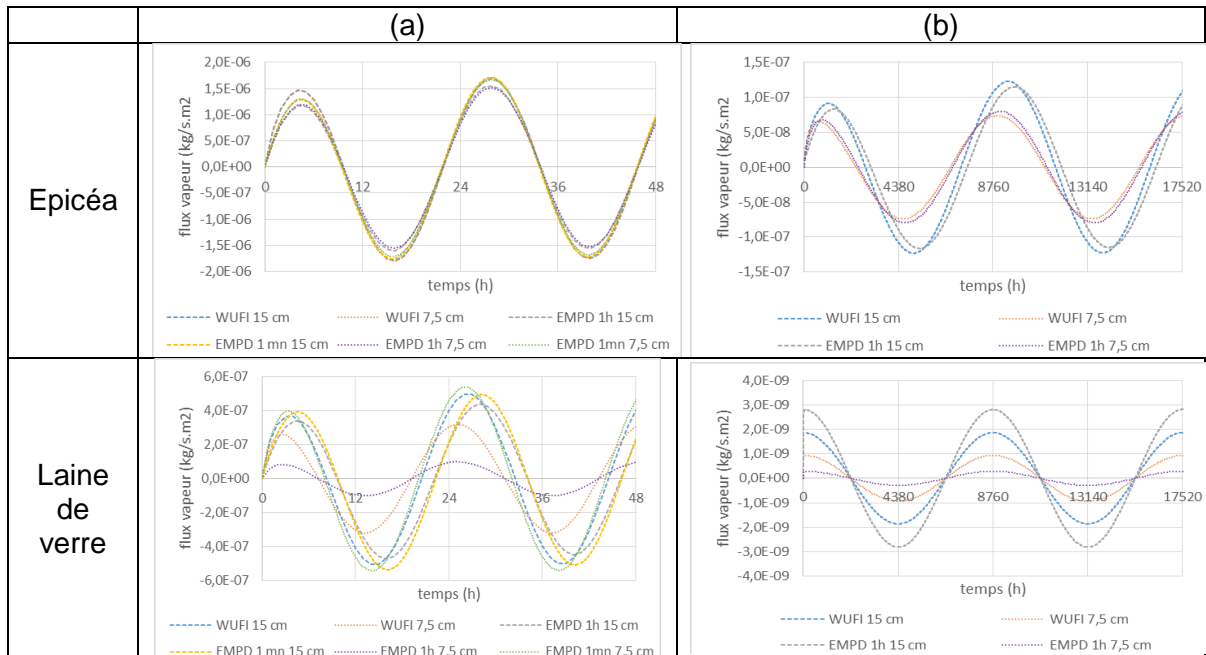 (a) (b)
Epicéa
flux vapeur (kg/s.m2)
2,0E-06
1,5E-06
1,0E-06
5,0E-07
0,0E+00
-5,0E-07
-1,0E-06
-1,5E-06
-2,0E-06
0 12 24 36 48
temps (h)
WUFI 15 cm WUFI 7,5 cm EMPD 1h 15 cm
EMPD 1 mn 15 cm EMPD 1h 7,5 cm EMPD 1mn 7,5 cm
flux vapeur (kg/s.m2
1,5E-07
1,0E-07
5,0E-08
0,0E+00
-5,0E-08
-1,0E-07
-1,5E-07
0 4380 8760 13140 17520
temps (h)
WUFI 15 cm WUFI 7,5 cm
EMPD 1h 15 cm EMPD 1h 7,5 cm
Laine
de
verre
flux vapeur (kg/s.m2)
6,0E-07
4,0E-07
2,0E-07
0,0E+00
-2,0E-07
-4,0E-07
-6,0E-07
0 12 24 36 48
temps (h)
WUFI 15 cm WUFI 7,5 cm EMPD 1h 15 cm
EMPD 1 mn 15 cm EMPD 1h 7,5 cm EMPD 1mn 7,5 cm
flux vapeur (kg/s.m2)
4,0E-09
3,0E-09
2,0E-09
1,0E-09
0,0E+00
-1,0E-09
-2,0E-09
-3,0E-09
-4,0E-09
0 4380 8760 13140 17520
temps (h)
WUFI 15 cm WUFI 7,5 cm
EMPD 1h 15 cm EMPD 1h 7,5 cm